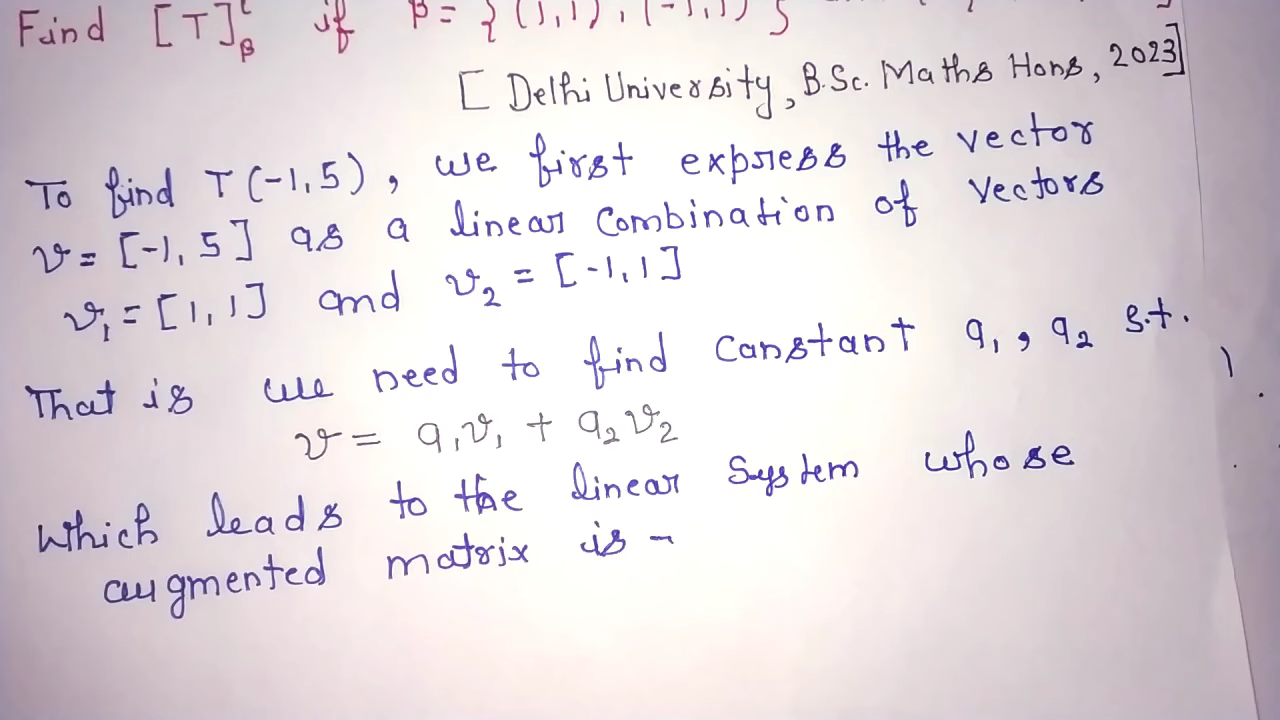 Find [T]β if β = {(1,1), (-1,1)}
[Delhi University, B.Sc. Maths Hons, 2023]
To find T(-1,5), we first express the vector
v = [-1, 5] as a linear combination of vectors
v₁ = [1, 1] and v₂ = [-1, 1]
That is we need to find constant a₁, a₂ s.t.
v = a₁v₁ + a₂v₂
which leads to the linear system whose
augmented matrix is -